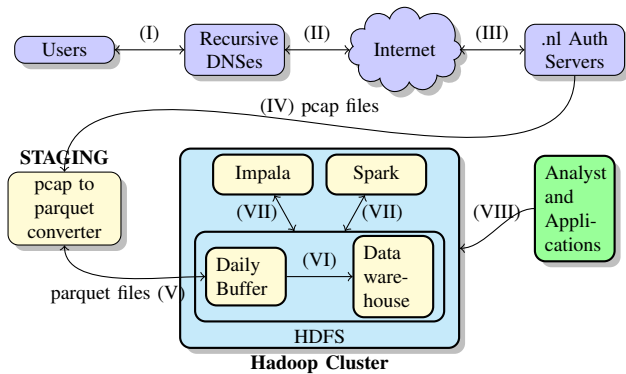 (I)
(II)
(III)
Users
Recursive
DNSes
Internet
.nl Auth
Servers
(IV) pcap files
STAGING
pcap to
parquet
converter
Impala
Spark
(VII)
(VII)
(VIII)
Analyst
and
Appli-
cations
Daily
Buffer
(VI)
Data
ware-
house
parquet files (V)
HDFS
Hadoop Cluster